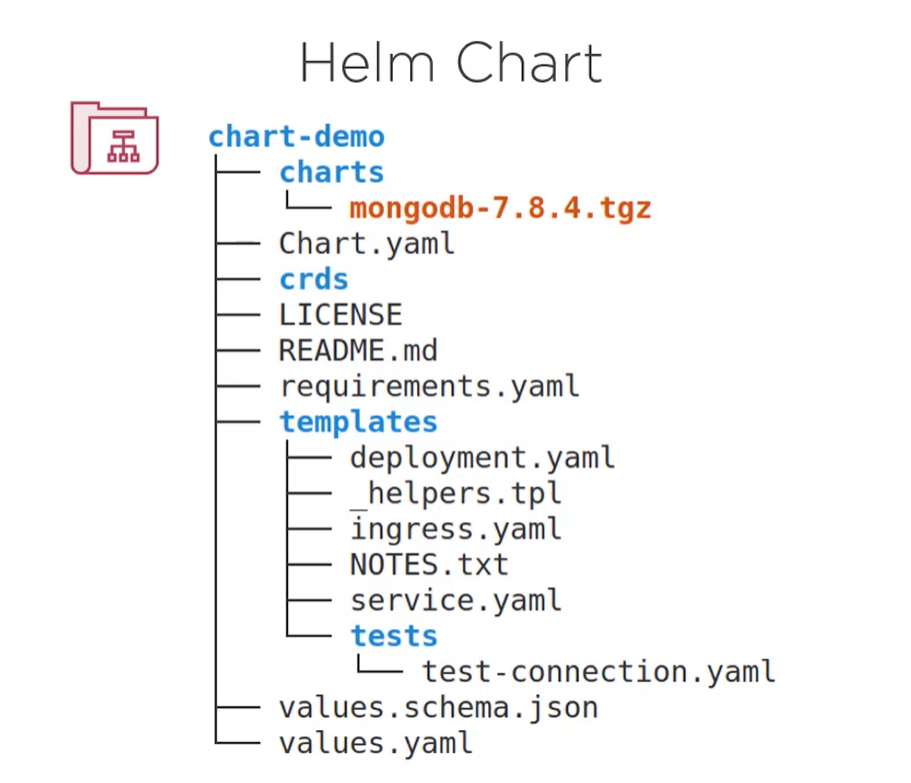 Helm Chart
chart-demo
charts
mongodb-7.8.4.tgz
Chart.yaml
crds
LICENSE
README.md
requirements.yaml
templates
deployment.yaml
_helpers.tpl
ingress.yaml
NOTES.txt
service.yaml
tests
test-connection.yaml
values.schema.json
values.yaml